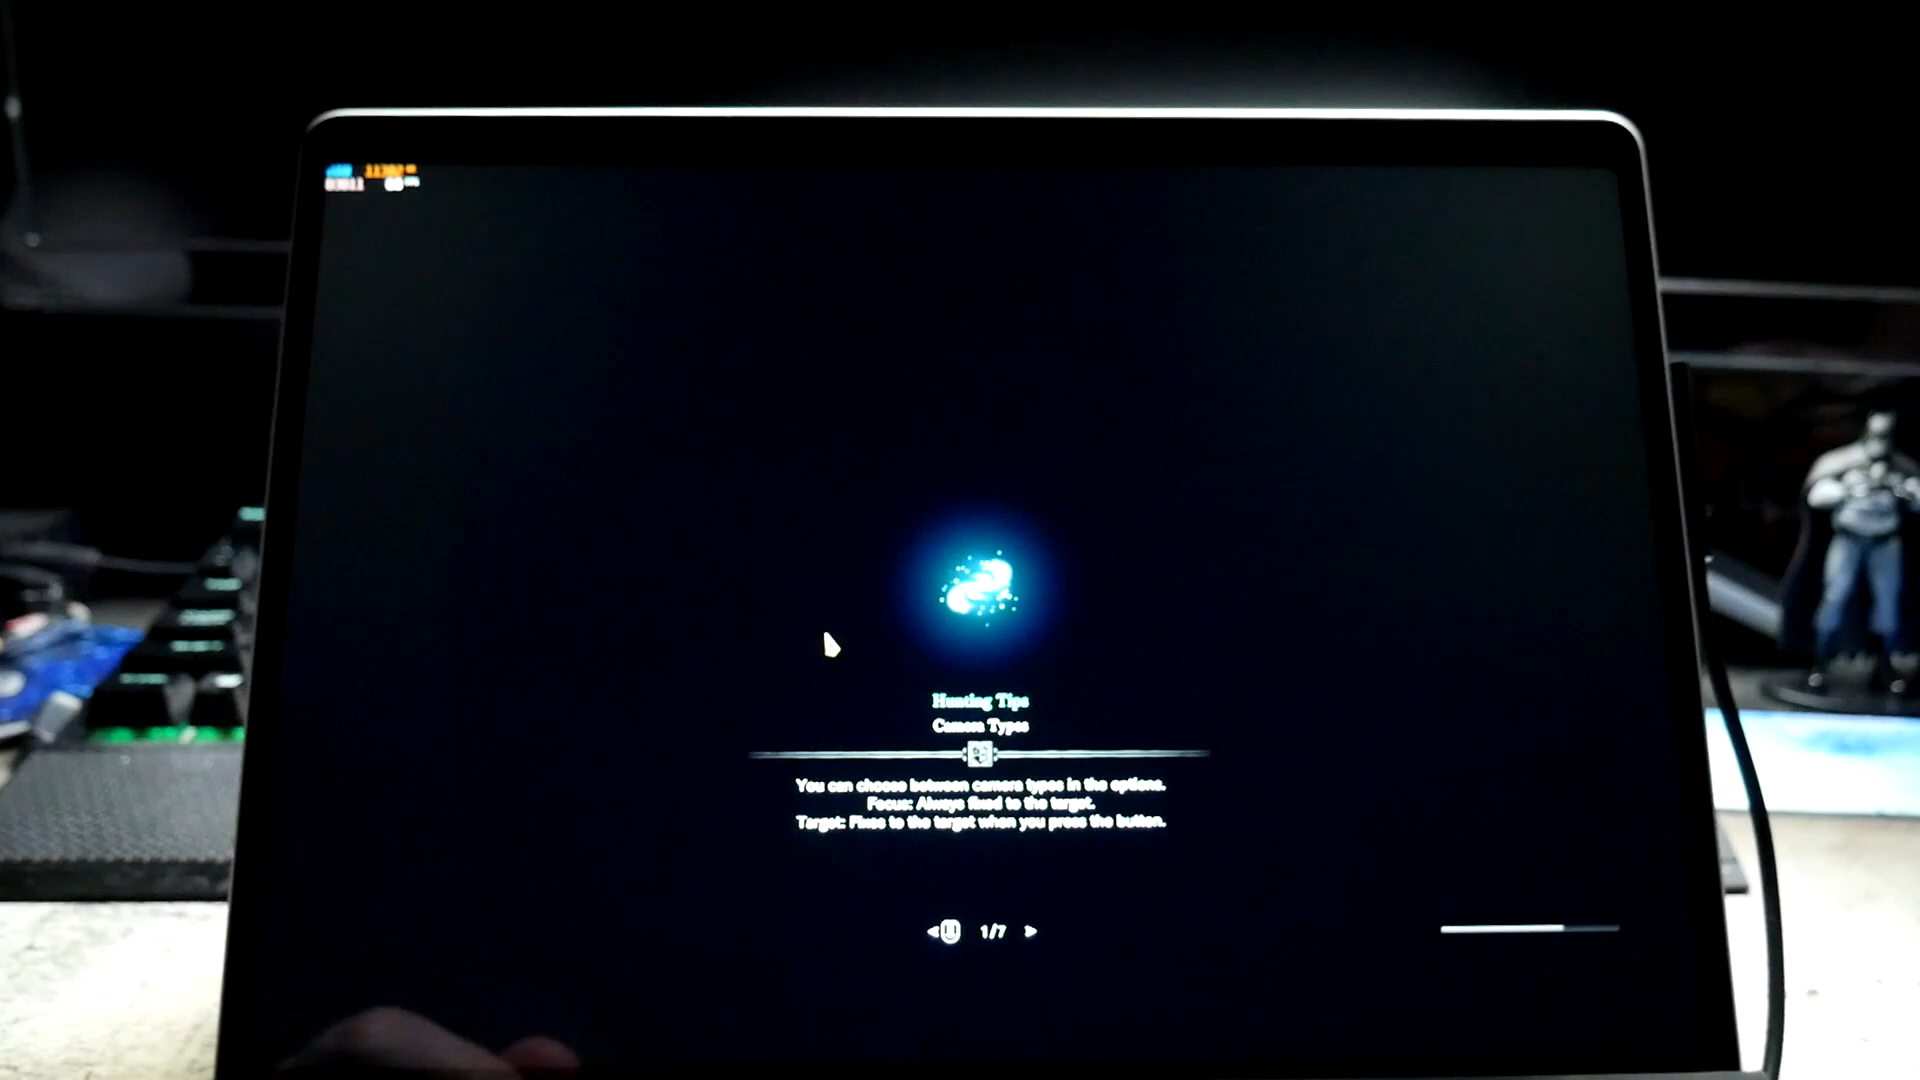 Hunting Tips
Camera Types
You can choose between camera types in the options.
Focus: Always fixed to the target.
Target: Fixes to the target when you press the button.
1/7